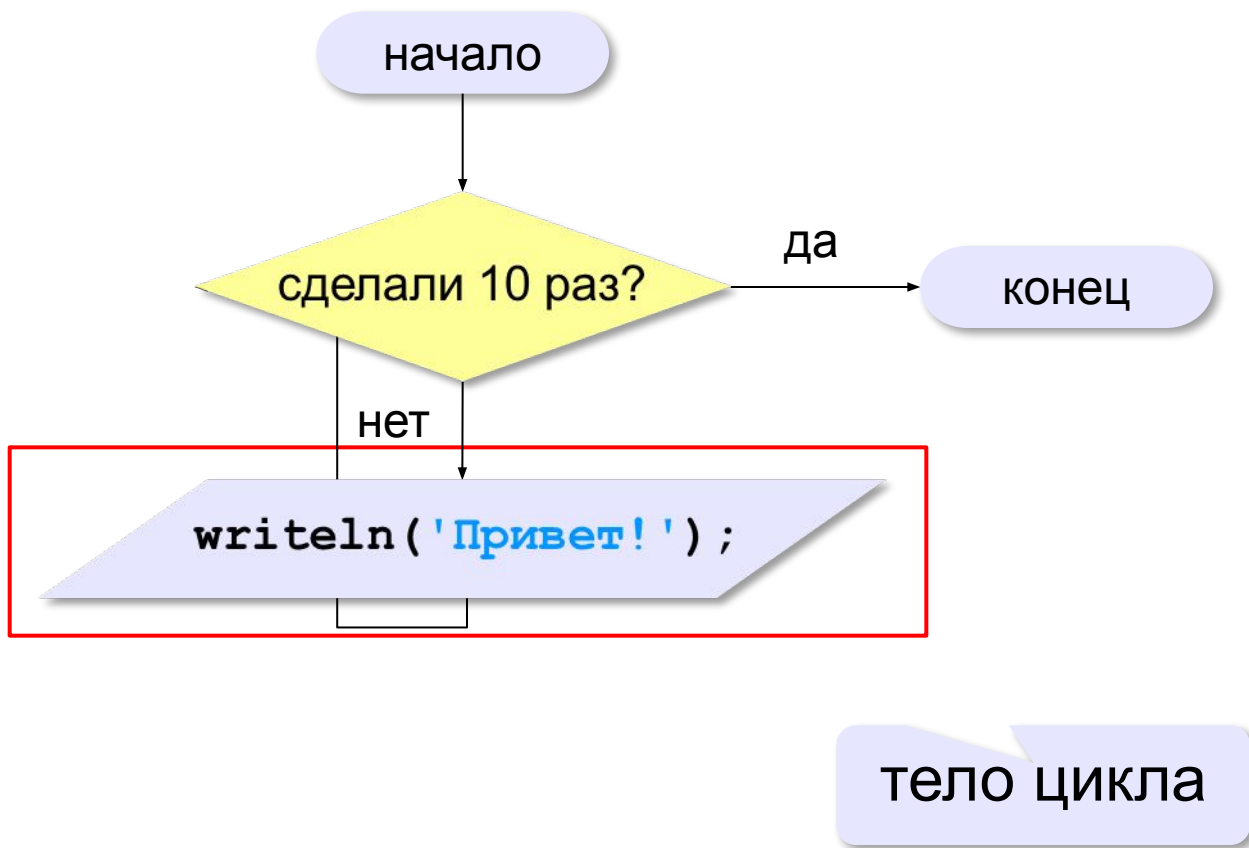 начало
сделали 10 раз?
да
конец
нет
writeln('Привет!');
тело цикла